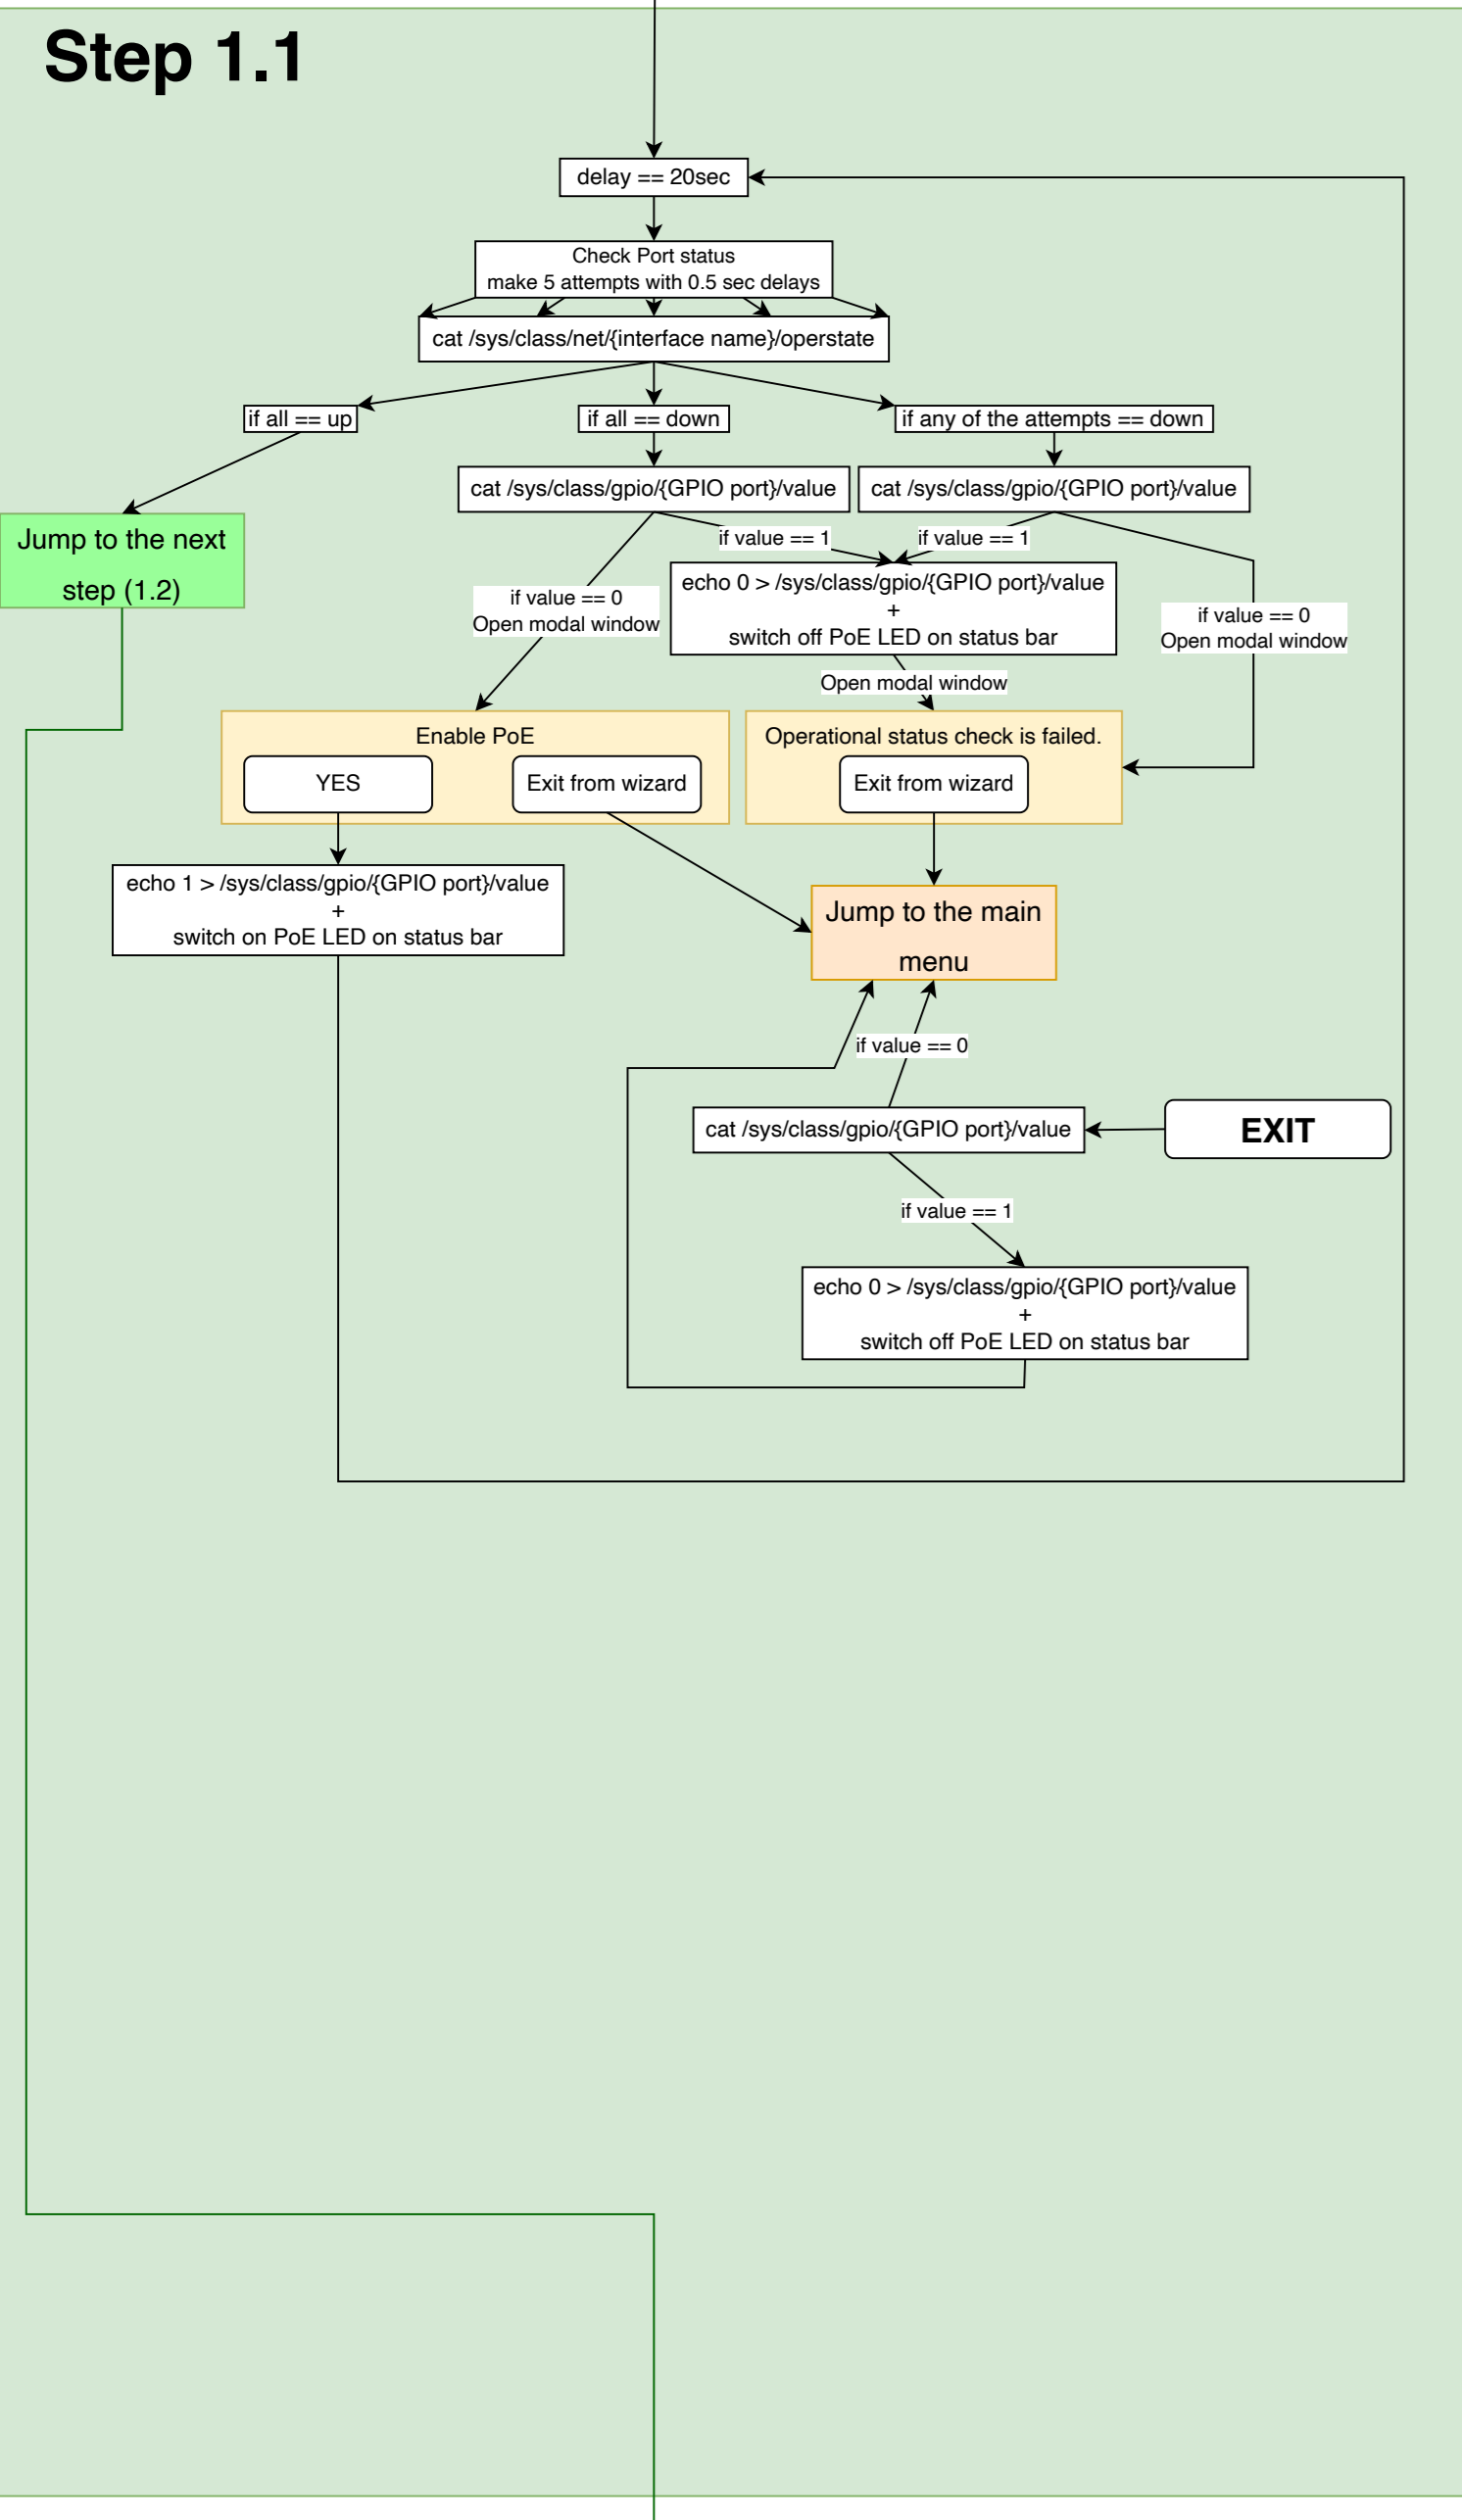 Step 1.1
delay == 20sec
Check Port status
make 5 attempts with 0.5 sec delays
cat /sys/class/net/{interface name}/operstate
if all == up
if all == down
if any of the attempts == down
cat /sys/class/gpio/{GPIO port}/value
cat /sys/class/gpio/{GPIO port}/value
Jump to the next
step (1.2)
if value == 1
if value == 1
if value == 0
Open modal window
echo 0 > /sys/class/gpio/{GPIO port}/value
+
switch off PoE LED on status bar
if value == 0
Open modal window
Open modal window
Enable PoE
YES
Exit from wizard
Operational status check is failed.
Exit from wizard
echo 1 > /sys/class/gpio/{GPIO port}/value
+
switch on PoE LED on status bar
Jump to the main
menu
if value == 0
cat /sys/class/gpio/{GPIO port}/value
EXIT
if value == 1
echo 0 > /sys/class/gpio/{GPIO port}/value
+
switch off PoE LED on status bar